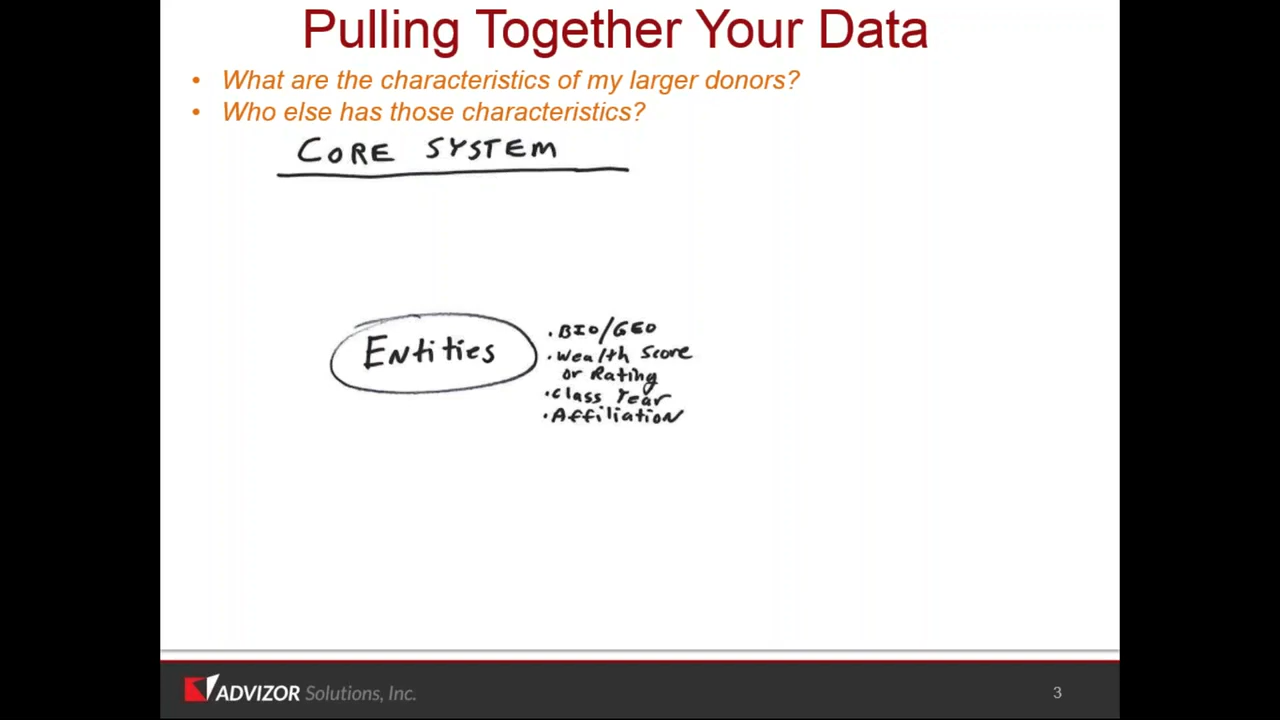 Pulling Together Your Data
• What are the characteristics of my larger donors?
• Who else has those characteristics?
CORE SYSTEM
Entities
• BIO/GEO
• Wealth Score
or Rating
• Class Year
• Affiliation
ADVIZOR Solutions, Inc.
3